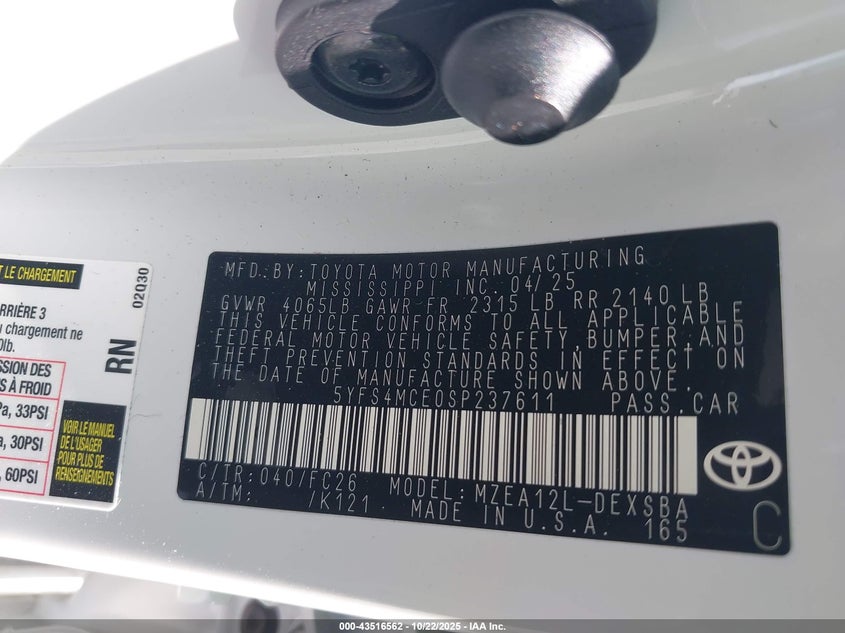 T LE CHARGEMENT
RRIÈRE 3
u chargement ne
0lb.
SSION DES
S À FROID
Pa, 33PSI
a, 30PSI
, 60PSI
VOIR LE MANUEL
DE L'USAGER
POUR PLUS DE
RENSEIGNEMENTS
RN
02Q30
MFD. BY: TOYOTA MOTOR MANUFACTURING
MISSISSIPPI INC. 04/25
GVWR 4065LB GAWR FR 2315 LB RR 2140 LB
THIS VEHICLE CONFORMS TO ALL APPLICABLE
FEDERAL MOTOR VEHICLE SAFETY, BUMPER, AND
THEFT PREVENTION STANDARDS IN EFFECT ON
THE DATE OF MANUFACTURE SHOWN ABOVE.
5YFS4MCE0SP237611 PASS.CAR
C/TR: 040/FC26 MODEL: MZEA12L-DEXSBA
A/TM: /K121 MADE IN U.S.A. 165
C
000-43516562 - 10/22/2025 - IAA Inc.